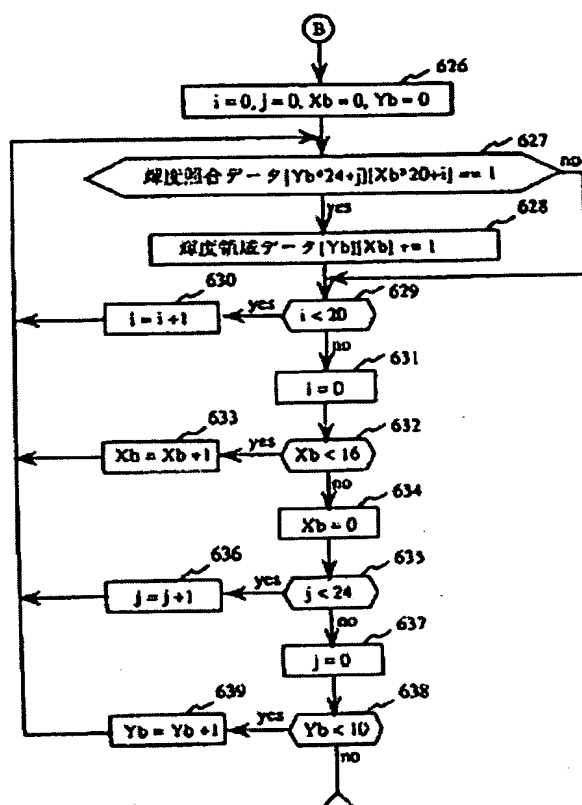 B
626
i = 0, j = 0, Xb = 0, Yb = 0
627
輝度照合データ[Yb*24+j][Xb*20+i] == 1
no
yes
628
輝度領域データ[Yb][Xb] += 1
629
630
i = i+1
yes
i < 20
no
631
i = 0
632
633
Xb = Xb+1
yes
Xb < 16
no
634
Xb = 0
635
636
j = j+1
yes
j < 24
no
637
j = 0
638
639
Yb = Yb+1
yes
Yb < 10
no